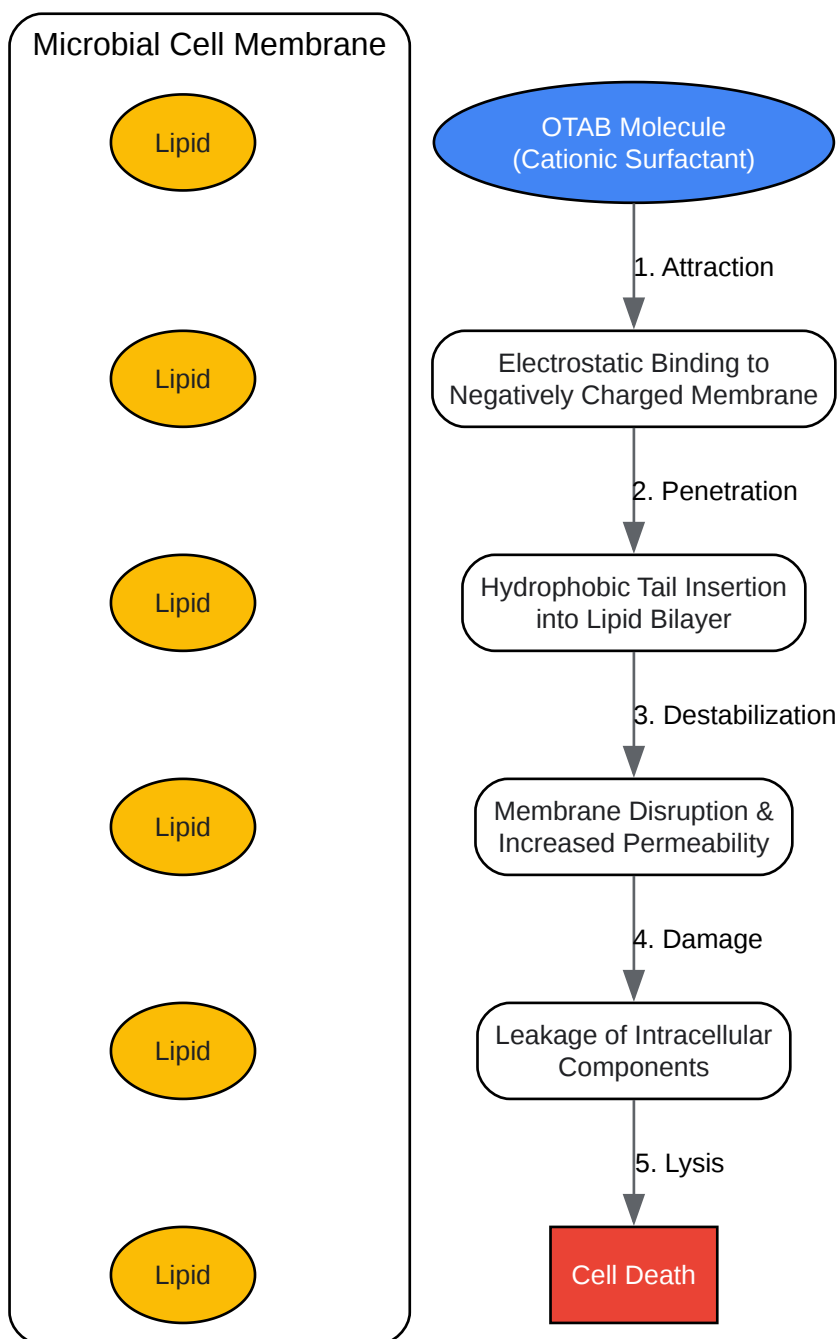 Microbial Cell Membrane
Lipid
Lipid
Lipid
Lipid
Lipid
Lipid
OTAB Molecule
(Cationic Surfactant)
1. Attraction
Electrostatic Binding to
Negatively Charged Membrane
2. Penetration
Hydrophobic Tail Insertion
into Lipid Bilayer
3. Destabilization
Membrane Disruption &
Increased Permeability
4. Damage
Leakage of Intracellular
Components
5. Lysis
Cell Death